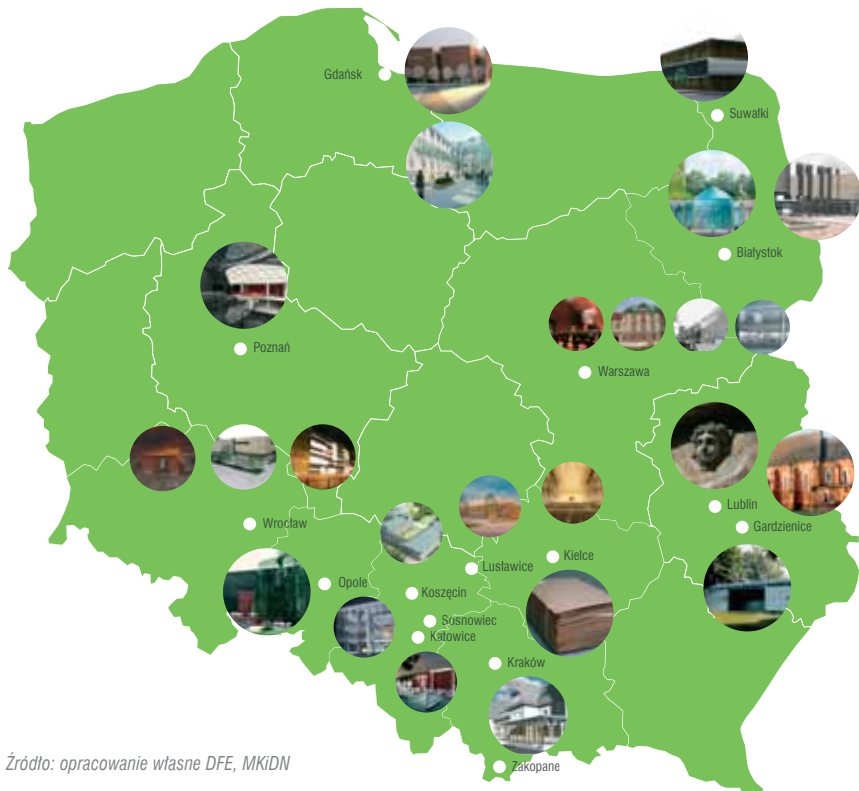 Gdańsk
Suwałki
Białystok
Poznań
Warszawa
Lublin
Wrocław
Gardzienice
Kielce
Lusławice
Opole
Koszęcin
Sosnowiec
Katowice
Kraków
Źródło: opracowanie własne DFE, MKiDN
Zakopane